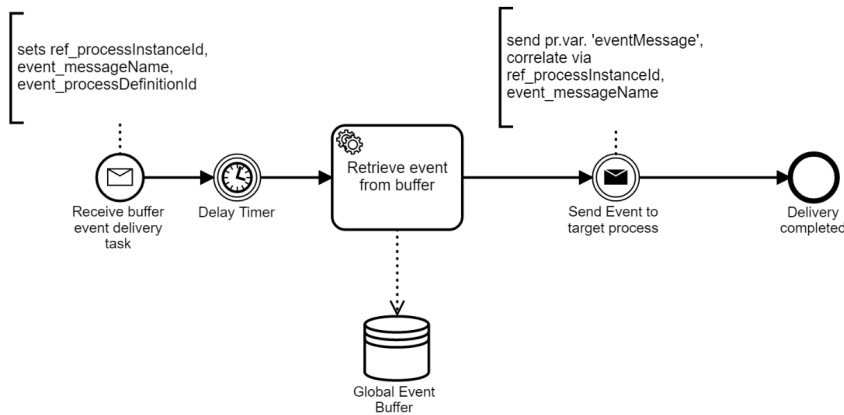 sets ref_processInstanceId,
event_messageName,
event_processDefinitionId
send pr.var. 'eventMessage',
correlate via
ref_processInstanceId,
event_messageName
Receive buffer
event delivery
task
Delay Timer
Retrieve event
from buffer
Send Event to
target process
Delivery
completed
Global Event
Buffer